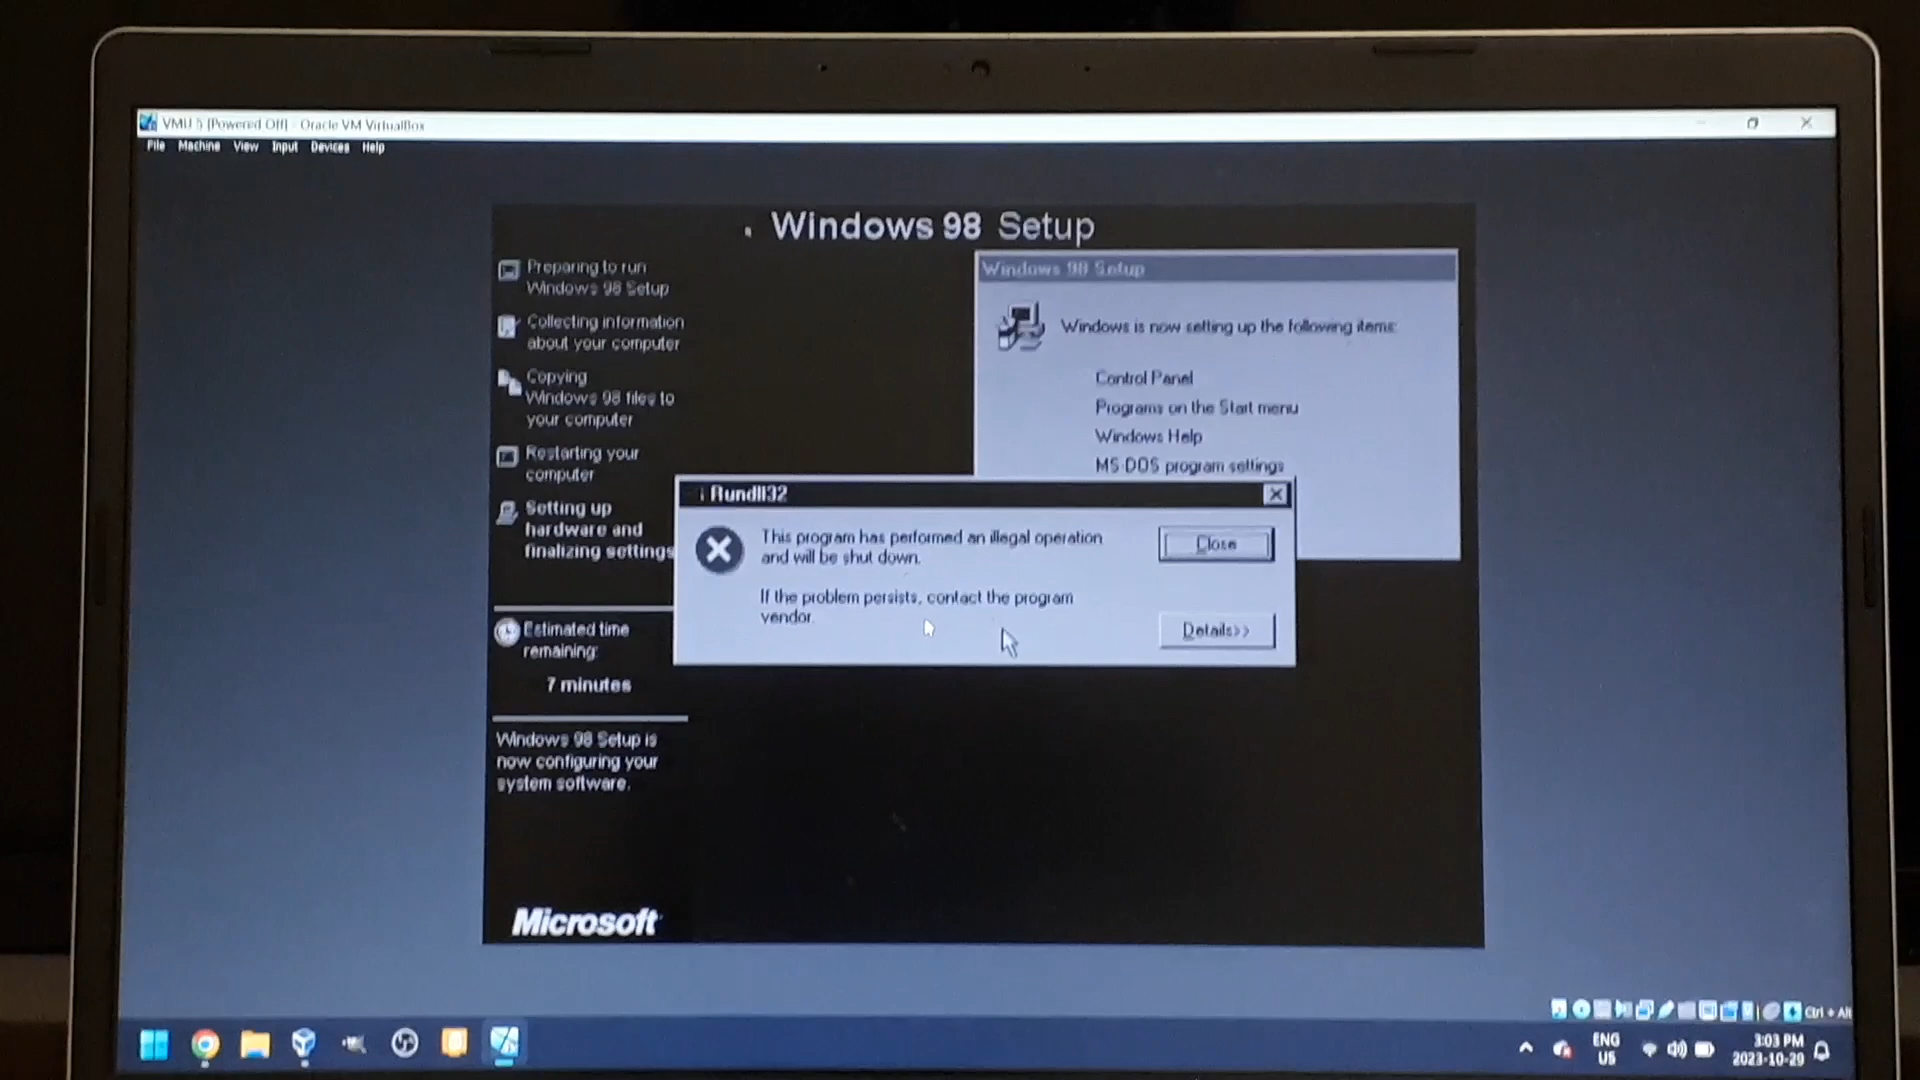 VMU 5 [Powered Off] - Oracle VM VirtualBox
File Machine View Input Devices Help
Windows 98 Setup
Preparing to run
Windows 98 Setup
Collecting information
about your computer
Copying
Windows 98 files to
your computer
Restarting your
computer
Setting up
hardware and
finalizing settings
Estimated time
remaining:
7 minutes
Windows 98 Setup is
now configuring your
system software.
Microsoft
Windows 98 Setup
Windows is now setting up the following items:
Control Panel
Programs on the Start menu
Windows Help
MS-DOS program settings
Rundll32
This program has performed an illegal operation
and will be shut down.
If the problem persists, contact the program
vendor.
Close
Details>>
Ctrl + Alt
ENG
US
3:03 PM
2023-10-29